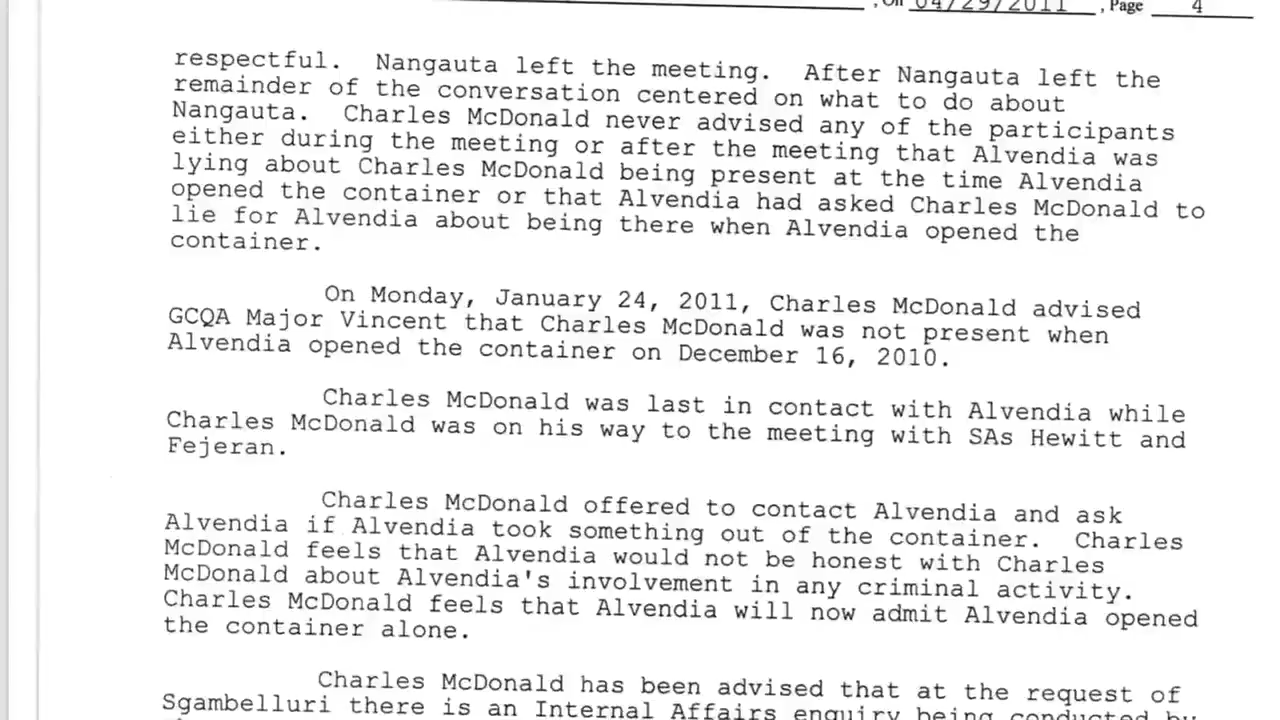 , On 04/29/2011 , Page 4
respectful. Nangauta left the meeting. After Nangauta left the
remainder of the conversation centered on what to do about
Nangauta. Charles McDonald never advised any of the participants
either during the meeting or after the meeting that Alvendia was
lying about Charles McDonald being present at the time Alvendia
opened the container or that Alvendia had asked Charles McDonald to
lie for Alvendia about being there when Alvendia opened the
container.
On Monday, January 24, 2011, Charles McDonald advised
GCQA Major Vincent that Charles McDonald was not present when
Alvendia opened the container on December 16, 2010.
Charles McDonald was last in contact with Alvendia while
Charles McDonald was on his way to the meeting with SAs Hewitt and
Fejeran.
Charles McDonald offered to contact Alvendia and ask
Alvendia if Alvendia took something out of the container. Charles
McDonald feels that Alvendia would not be honest with Charles
McDonald about Alvendia's involvement in any criminal activity.
Charles McDonald feels that Alvendia will now admit Alvendia opened
the container alone.
Charles McDonald has been advised that at the request of
Sgambelluri there is an Internal Affairs enquiry being conducted by